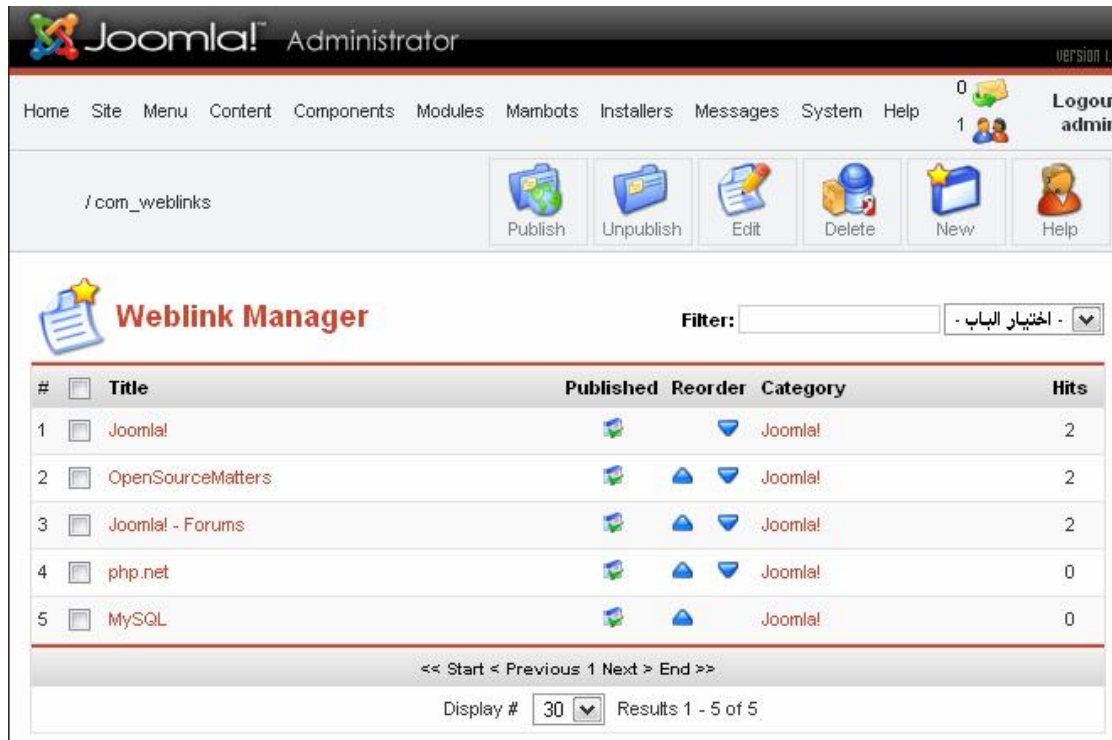 Joomla!™ Administrator
version 1.
Home Site Menu Content Components Modules Mambots Installers Messages System Help 0 1 Logou admin
/ com_weblinks
Publish Unpublish Edit Delete New Help
Weblink Manager Filter: - اختيار الباب -
# Title Published Reorder Category Hits
1 Joomla! Joomla! 2
2 OpenSourceMatters Joomla! 2
3 Joomla! - Forums Joomla! 2
4 php.net Joomla! 0
5 MySQL Joomla! 0
<< Start < Previous 1 Next > End >>
Display # 30 Results 1 - 5 of 5